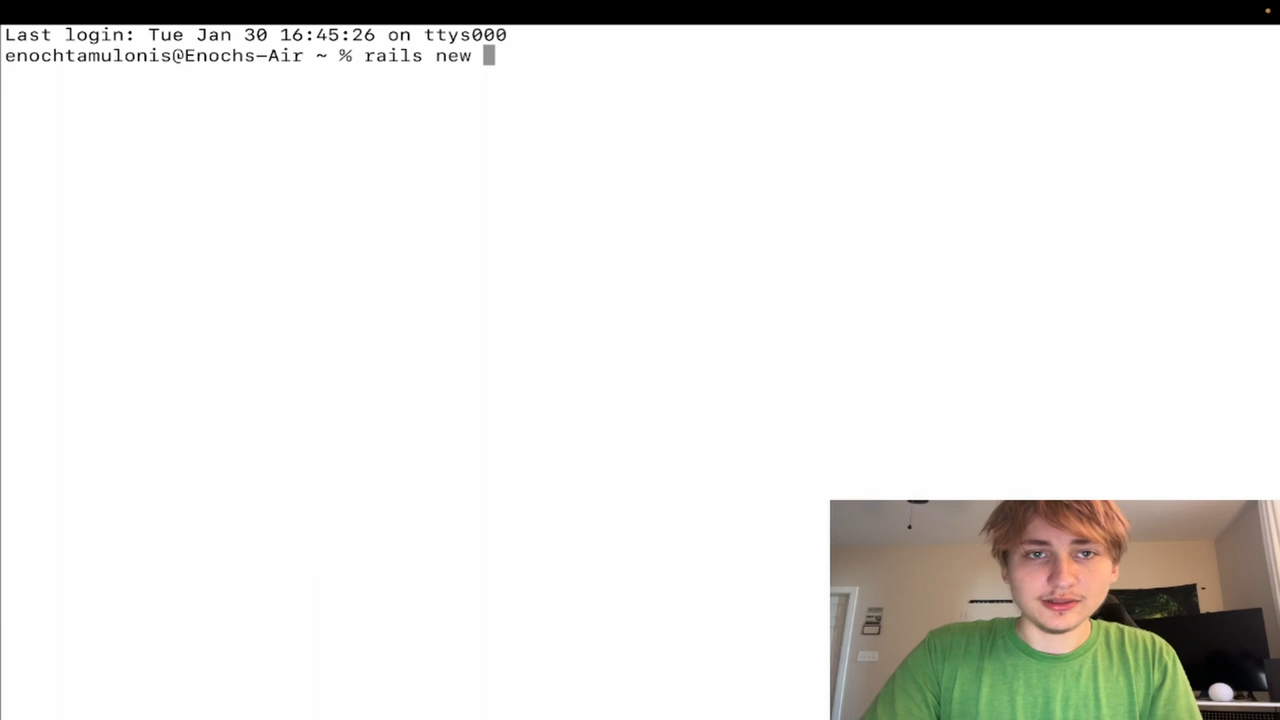 Last login: Tue Jan 30 16:45:26 on ttys000
enochtamulonis@Enochs-Air ~ % rails new